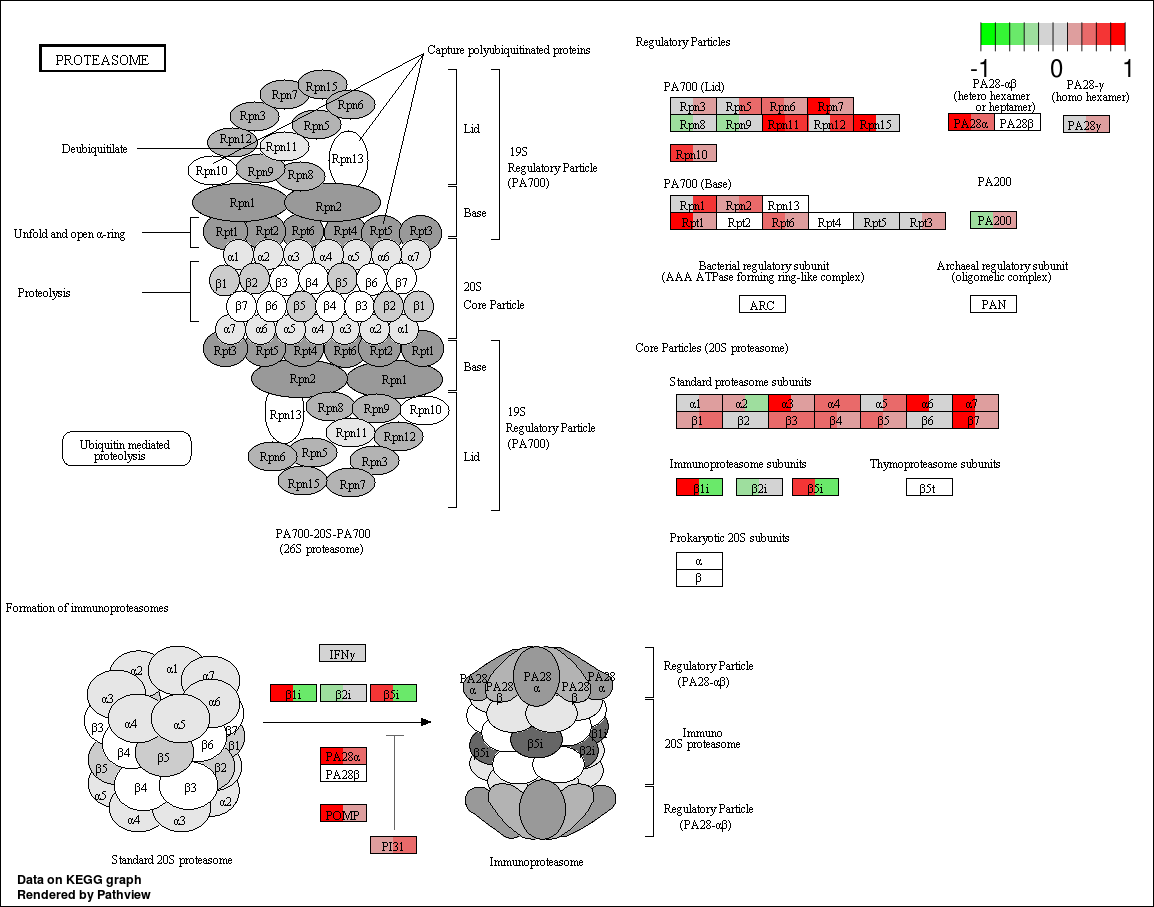 PROTEASOME
Capture polyubiquitinated proteins
Rpn15
Rpn7
Rpn6
Rpn3
Rpn5
Rpn12
Rpn11
Deubiquitilate
Rpn13
Rpn10
Rpn9
Rpn8
Rpn1
Rpn2
Lid
Base
19S
Regulatory Particle
(PA700)
Unfold and open α-ring
Rpt1 Rpt2 Rpt6 Rpt4 Rpt5 Rpt3
α1 α2 α3 α4 α5 α6 α7
β1 β2 β3 β4 β5 β6 β7
Proteolysis
20S
Core Particle
β7 β6 β5 β4 β3 β2 β1
α7 α6 α5 α4 α3 α2 α1
Rpt3 Rpt5 Rpt4 Rpt6 Rpt2 Rpt1
Rpn2 Rpn1
Base
Rpn13 Rpn8 Rpn9 Rpn10
Rpn11 Rpn12
Rpn6 Rpn5 Rpn3
Rpn15 Rpn7
Lid
19S
Regulatory Particle
(PA700)
Ubiquitin mediated
proteolysis
PA700-20S-PA700
(26S proteasome)
Regulatory Particles
-1 0 1
PA700 (Lid)
Rpn3 Rpn5 Rpn6 Rpn7
Rpn8 Rpn9 Rpn11 Rpn12 Rpn15
Rpn10
PA28-αβ
(hetero hexamer
or heptamer)
PA28α PA28β
PA28-γ
(homo hexamer)
PA28γ
PA700 (Base)
Rpn1 Rpn2 Rpn13
Rpt1 Rpt2 Rpt6 Rpt4 Rpt5 Rpt3
PA200
PA200
Bacterial regulatory subunit
(AAA ATPase forming ring-like complex)
ARC
Archaeal regulatory subunit
(oligomelic complex)
PAN
Core Particles (20S proteasome)
Standard proteasome subunits
α1 α2 α3 α4 α5 α6 α7
β1 β2 β3 β4 β5 β6 β7
Immunoproteasome subunits
β1i β2i β5i
Thymoproteasome subunits
β5t
Prokaryotic 20S subunits
α
β
Formation of immunoproteasomes
α2 α1 α7
α3 α6
α4 α5
β3 β7
β4 β6 β1
β5
β5 β2
β4 β3
α5 α2
α4 α3
Standard 20S proteasome
IFNγ
β1i β2i β5i
PA28α
PA28β
POMP
PI31
PA28
α
PA28
β
PA28
α
PA28
β
PA28
α
β1i
β5i β5i β2i
Immunoproteasome
Regulatory Particle
(PA28-αβ)
Immuno
20S proteasome
Regulatory Particle
(PA28-αβ)
Data on KEGG graph
Rendered by Pathview